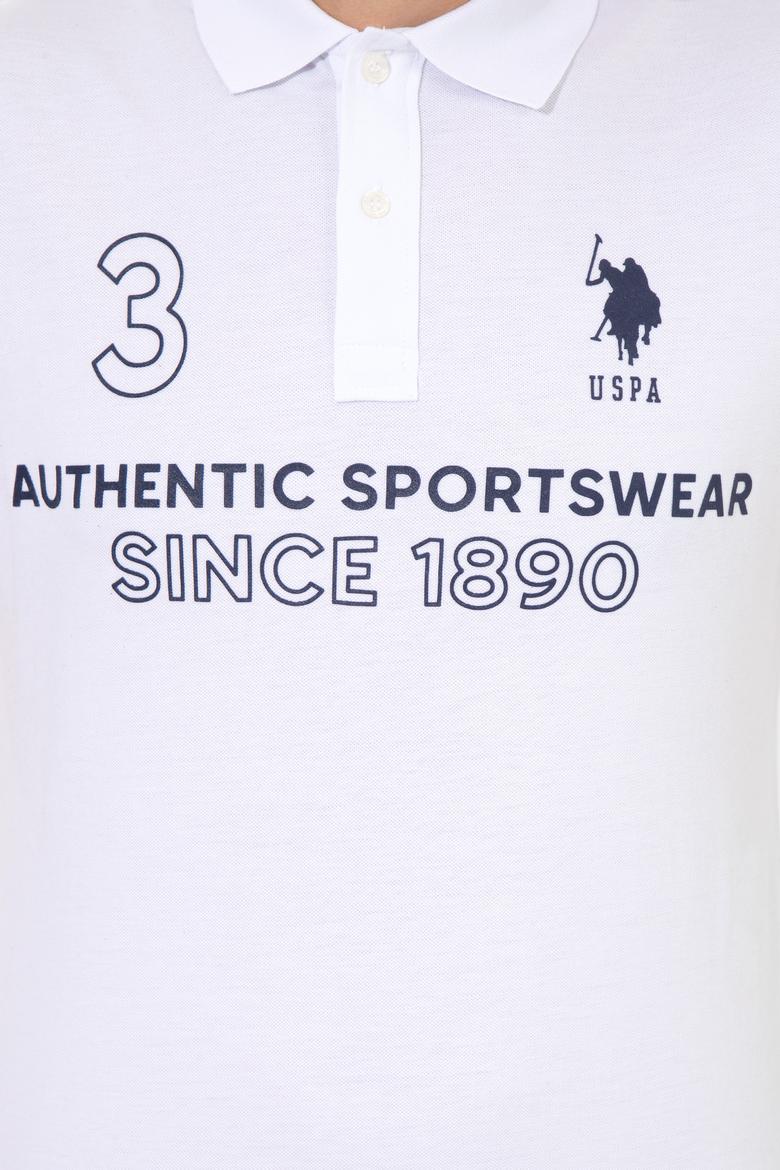 3
USPA
AUTHENTIC SPORTSWEAR
SINCE 1890